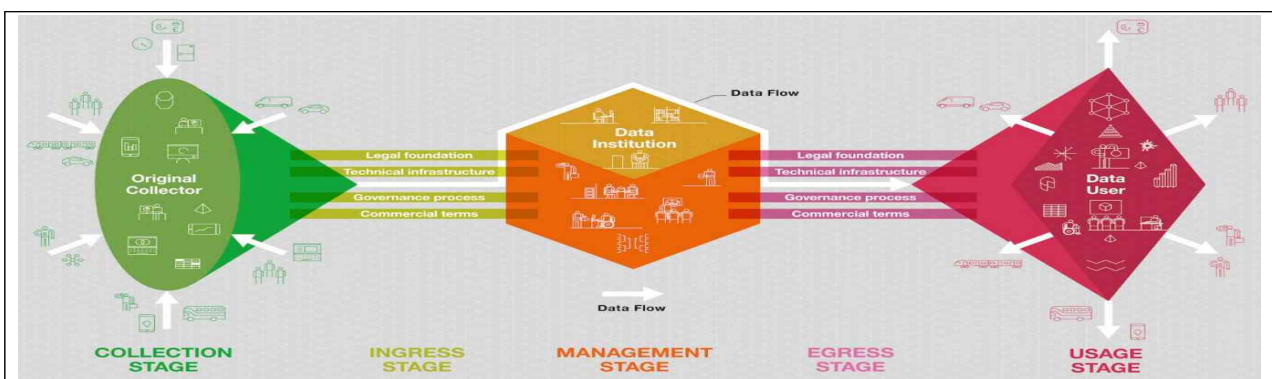 Data Flow
Data
Institution
Original
Collector
Legal foundation
Technical infrastructure
Governance process
Commercial terms
Legal foundation
Technical infrastructure
Governance process
Commercial terms
Data
User
Data Flow
COLLECTION
STAGE
INGRESS
STAGE
MANAGEMENT
STAGE
EGRESS
STAGE
USAGE
STAGE